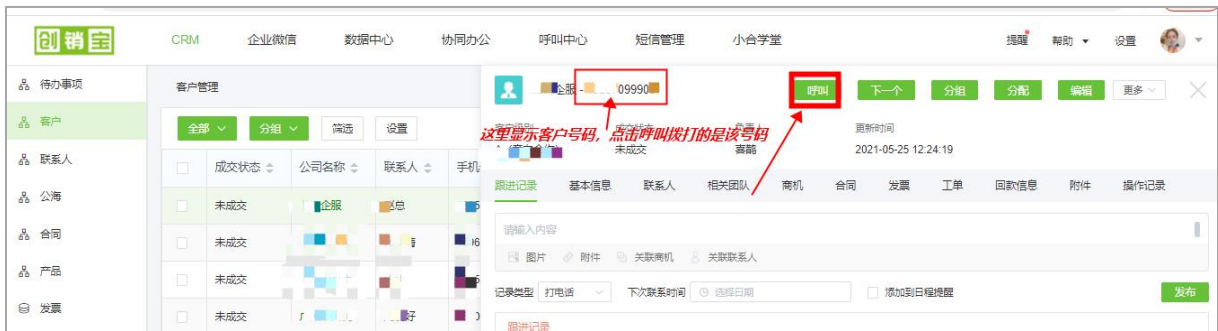 创销宝 CRM 企业微信 数据中心 协同办公 呼叫中心 短信管理 小合学堂 提醒 帮助 设置
待办事项
客户
联系人
公海
合同
产品
发票
客户管理
全部 分组 筛选 设置
成交状态 公司名称 联系人 手机
未成交 企服 总
未成交
未成交
未成交 好
企服 - 09990 呼叫 下一个 分组 分配 编辑 更多
这里显示客户号码，点击呼叫拨打的是该号码
客户级别 成交状态 负责人 更新时间
未成交 喜鹊 2021-05-25 12:24:19
跟进记录 基本信息 联系人 相关团队 商机 合同 发票 工单 回款信息 附件 操作记录
请输入内容
图片 附件 关联商机 关联联系人
记录类型 打电话 下次联系时间 选择日期 添加到日程提醒 发布
跟进记录